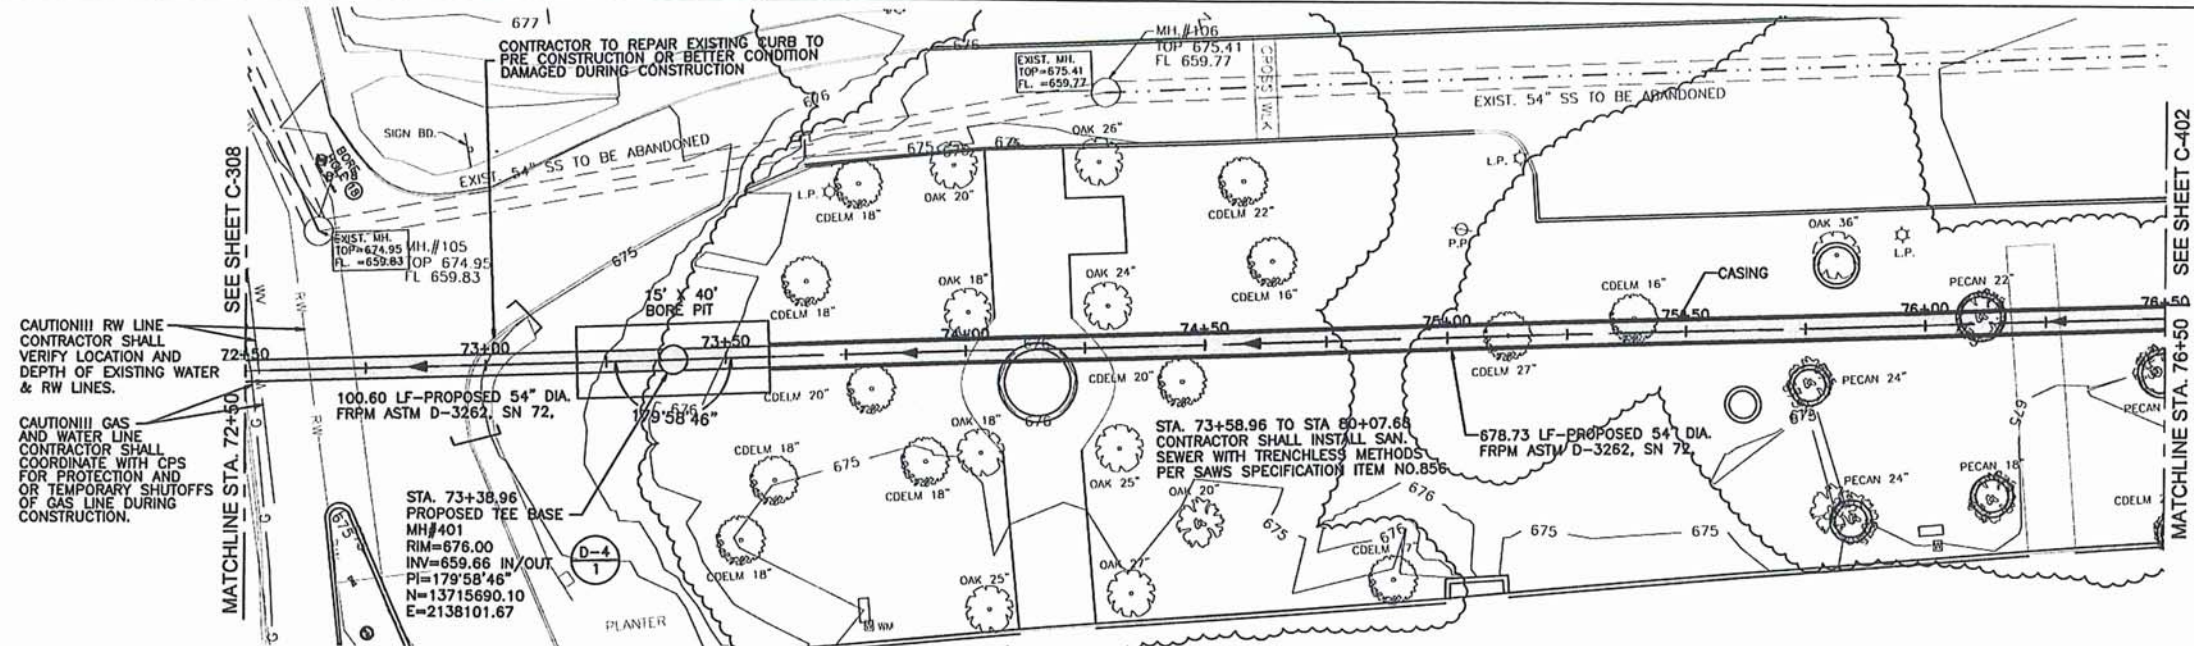 677
CONTRACTOR TO REPAIR EXISTING CURB TO
PRE CONSTRUCTION OR BETTER CONDITION
DAMAGED DURING CONSTRUCTION
676
MH.#106
TOP 675.41
FL 659.77
EXIST. MH.
TOP=675.41
FL. =659.77
676
EXIST. 54" SS TO BE ABANDONED
SIGN BD.
EXIST. 54" SS TO BE ABANDONED
675
676
OAK 26"
L.P.
L.P.
CDELM 18"
OAK 20"
CDELM 22"
MATCHLINE STA. 72+50 SEE SHEET C-308
EXIST. MH.
TOP=674.95
FL. =659.83
MH.#105
TOP 674.95
FL 659.83
675
P.P.
OAK 36"
L.P.
WV
RW
15' X 40'
BORE PIT
OAK 18"
OAK 24"
CDELM 16"
CDELM 18"
CDELM 16"
CASING
PECAN 22"
CAUTION!!! RW LINE
CONTRACTOR SHALL
VERIFY LOCATION AND
DEPTH OF EXISTING WATER
& RW LINES.
72+50
73+00
73+50
74+00
74+50
75+00
75+50
76+00
76+50
MATCHLINE STA. 76+50 SEE SHEET C-402
100.60 LF-PROPOSED 54" DIA.
FRPM ASTM D-3262, SN 72,
179°58'46"
676
CDELM 20"
CDELM 20"
CDELM 27"
PECAN 24"
675
675
PECAN
CAUTION!!! GAS
AND WATER LINE
CONTRACTOR SHALL
COORDINATE WITH CPS
FOR PROTECTION AND
OR TEMPORARY SHUTOFFS
OF GAS LINE DURING
CONSTRUCTION.
RW
G
G
G
676
OAK 18"
STA. 73+58.96 TO STA 80+07.68
CONTRACTOR SHALL INSTALL SAN.
SEWER WITH TRENCHLESS METHODS
PER SAWS SPECIFICATION ITEM NO.856
678.73 LF-PROPOSED 54" DIA.
FRPM ASTM D-3262, SN 72,
CDELM 18"
675
CDELM 18"
OAK 25"
OAK 20"
676
PECAN 24"
PECAN 18"
STA. 73+38.96
PROPOSED TEE BASE
MH#401
RIM=676.00
INV=659.66 IN/OUT
PI=179°58'46"
N=13715690.10
E=2138101.67
D-4
1
675
676
675
675
CDELM
CDELM 18"
OAK 25"
OAK 27"
WM
PLANTER